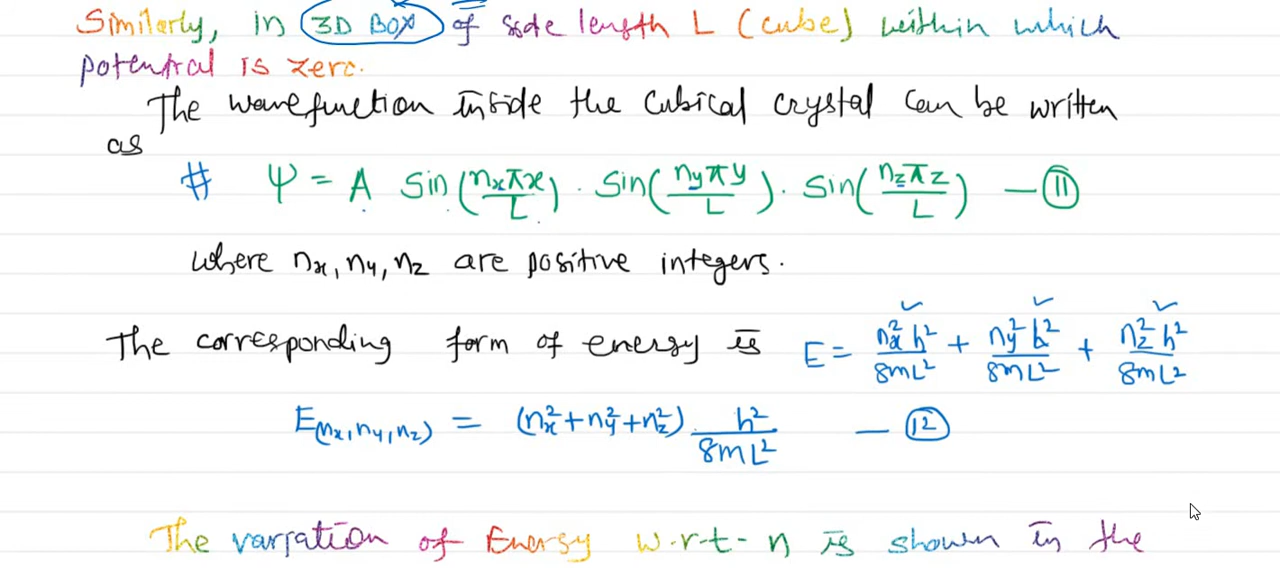 Similarly, in 3D BOX of side length L (cube) within which
potential is zero.
The wavefunction inside the cubical crystal can be written
as
# Ψ = A Sin(nxπx/L) . Sin(nyπy/L) . Sin(nzπz/L) — ⑪
where nx, ny, nz are positive integers.
The corresponding form of energy is E = nx²h²/8mL² + ny²h²/8mL² + nz²h²/8mL²
E(nx, ny, nz) = (nx²+ny²+nz²) h²/8mL² — ⑫
The variation of Energy w.r.t- n is shown in the